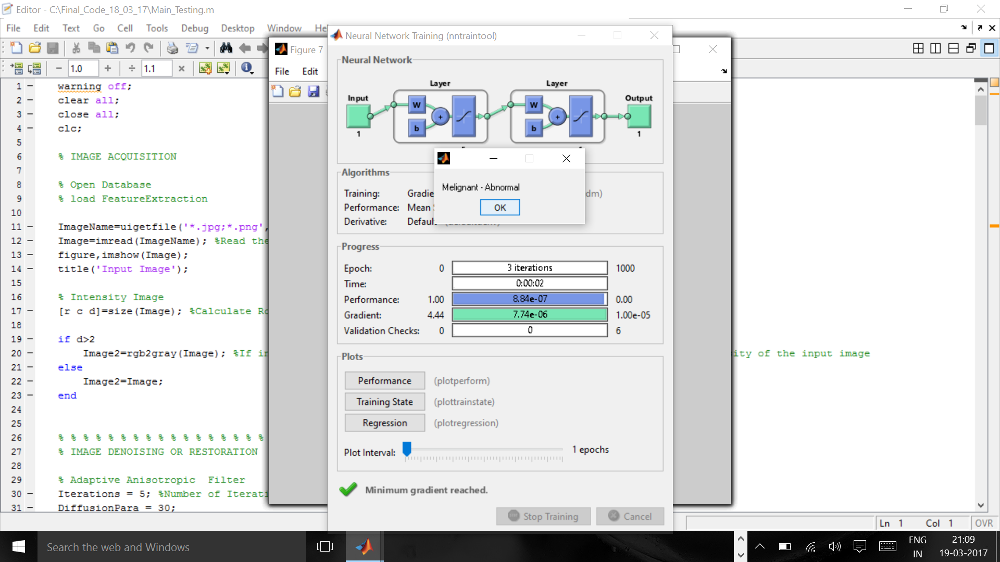 Editor - C:\Final_Code_18_03_17\Main_Testing.m
File Edit Text Go Cell Tools Debug Desktop Window
1.0
1.1
1 warning off;
2 clear all;
3 close all;
4 clc;
5
6 % IMAGE ACQUISITION
7
8 % Open Database
9 % load FeatureExtraction
10
11 ImageName=uigetfile('*.jpg;*.png',
12 Image=imread(ImageName); %Read the
13 figure,imshow(Image);
14 title('Input Image');
15
16 % Intensity Image
17 [r c d]=size(Image); %Calculate
18
19 if d>2
20 Image2=rgb2gray(Image); %If
of the input image
21 else
22 Image2=Image;
23 end
24
25
26 % % % % % % % % % % % % % % % % %
27 % IMAGE DENOISING OR RESTORATION
28
29 % Adaptive Anisotropic  Filter
30 Iterations = 5; %Number of
31 DiffusionPara = 30;
Figure 7
File Edit
Neural Network Training (nntraintool)
Neural Network
Layer Layer
Input Output
W W
+ +
b b
1 1
Melignant - Abnormal
OK
Algorithms
Training:
Performance: Mean
Derivative:
Progress
Epoch: 0 3 iterations 1000
Time: 0:00:02
Performance: 1.00 8.84e-07 0.00
Gradient: 4.44 7.74e-06 1.00e-05
Validation Checks: 0 0 6
Plots
Performance (plotperform)
Training State (plottrainstate)
Regression (plotregression)
Plot Interval: 1 epochs
Minimum gradient reached.
Stop Training Cancel
Ln 1 Col 1 OVR
Search the web and Windows
ENG
IN
21:09
19-03-2017